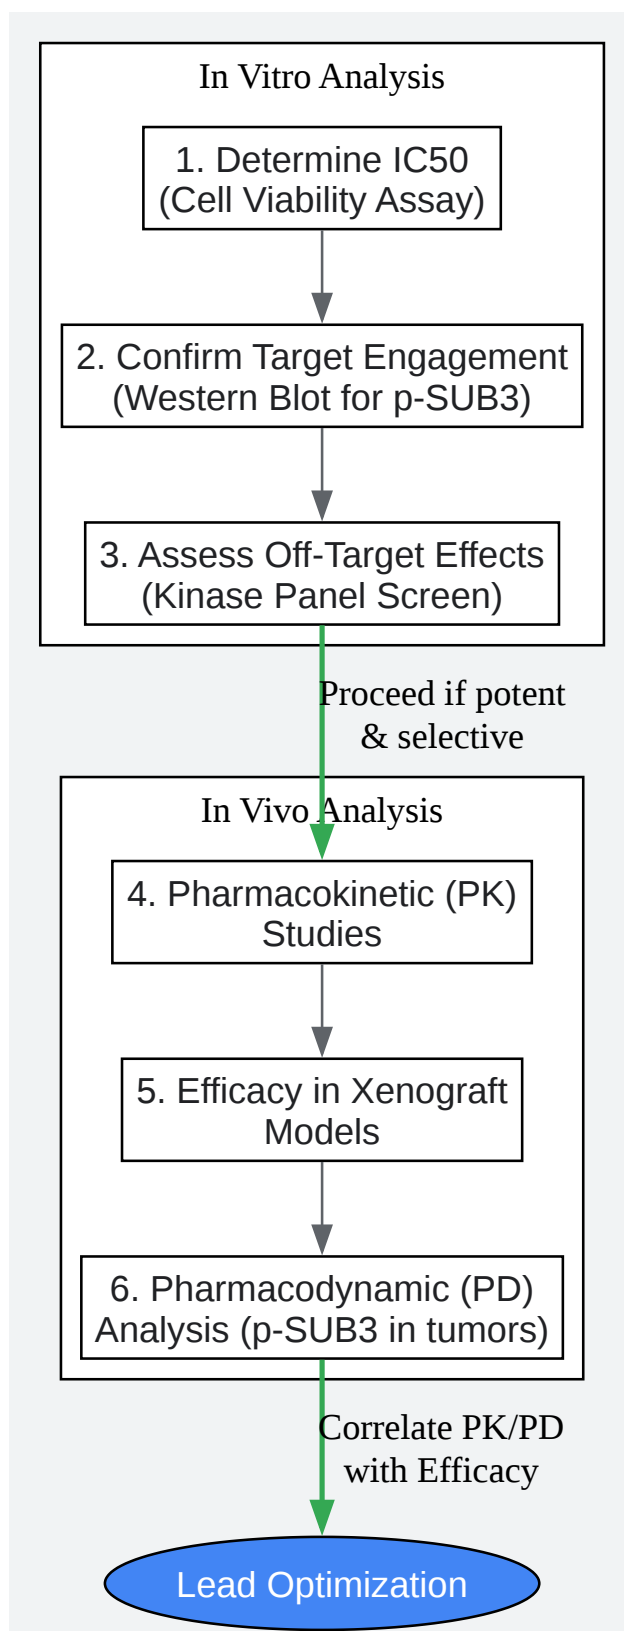 In Vitro Analysis
1. Determine IC50
(Cell Viability Assay)
2. Confirm Target Engagement
(Western Blot for p-SUB3)
3. Assess Off-Target Effects
(Kinase Panel Screen)
Proceed if potent
& selective
In Vivo Analysis
4. Pharmacokinetic (PK)
Studies
5. Efficacy in Xenograft
Models
6. Pharmacodynamic (PD)
Analysis (p-SUB3 in tumors)
Correlate PK/PD
with Efficacy
Lead Optimization